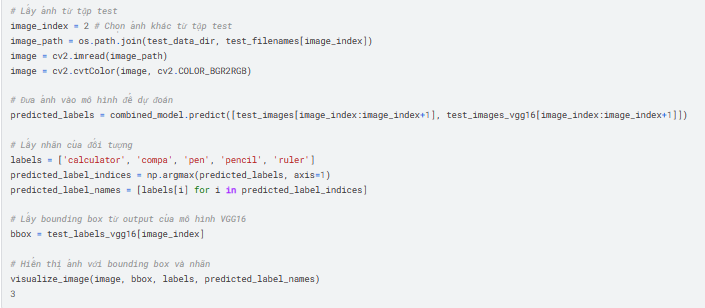 # Lấy ảnh từ tập test
image_index = 2 # Chọn ảnh khác từ tập test
image_path = os.path.join(test_data_dir, test_filenames[image_index])
image = cv2.imread(image_path)
image = cv2.cvtColor(image, cv2.COLOR_BGR2RGB)
# Đưa ảnh vào mô hình để dự đoán
predicted_labels = combined_model.predict([test_images[image_index:image_index+1], test_images_vgg16[image_index:image_index+1]])
# Lấy nhãn của đối tượng
labels = ['calculator', 'compa', 'pen', 'pencil', 'ruler']
predicted_label_indices = np.argmax(predicted_labels, axis=1)
predicted_label_names = [labels[i] for i in predicted_label_indices]
# Lấy bounding box từ output của mô hình VGG16
bbox = test_labels_vgg16[image_index]
# Hiển thị ảnh với bounding box và nhãn
visualize_image(image, bbox, labels, predicted_label_names)
3